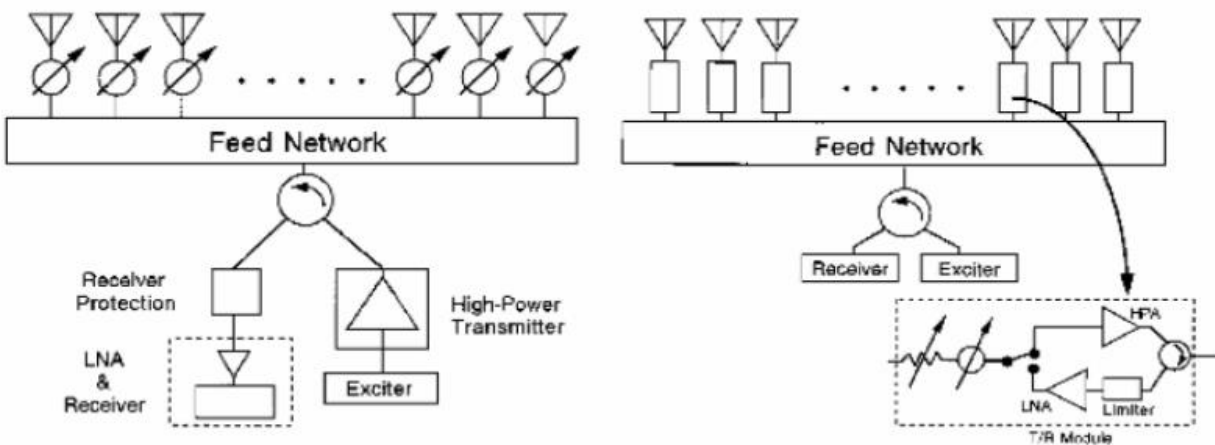 Feed Network
Receiver
Protection
High-Power
Transmitter
LNA
&
Receiver
Exciter
Feed Network
Receiver
Exciter
HPA
LNA
Limiter
T/R Module